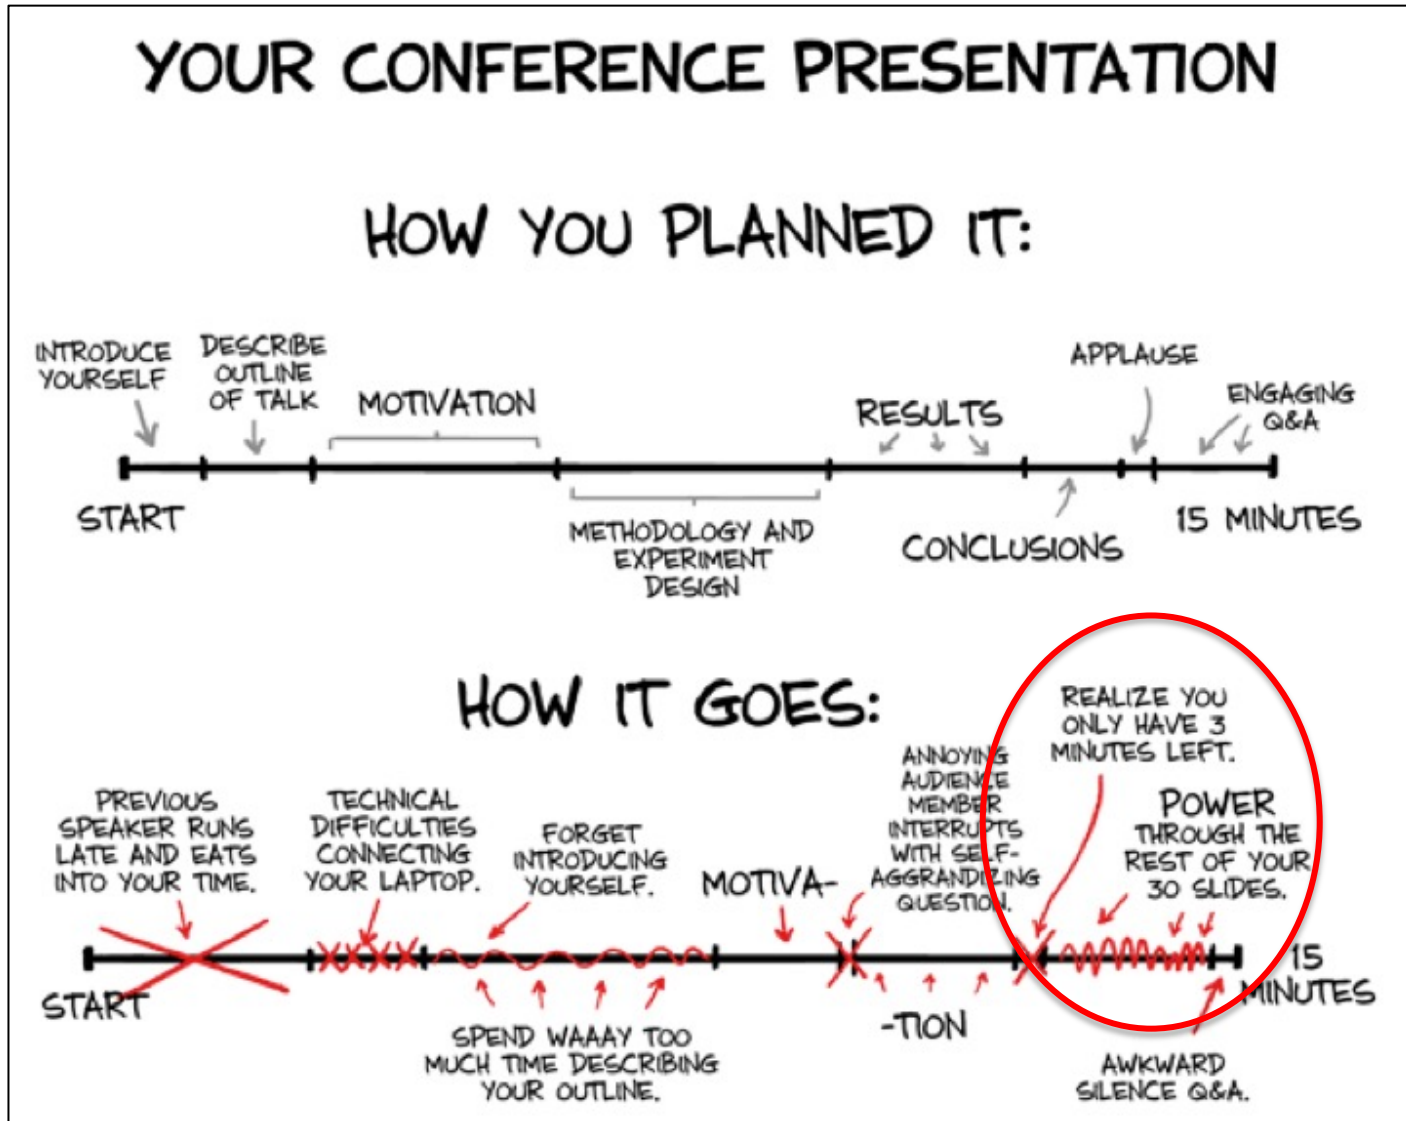 YOUR CONFERENCE PRESENTATION
HOW YOU PLANNED IT:
INTRODUCE
YOURSELF
DESCRIBE
OUTLINE
OF TALK
MOTIVATION
RESULTS
APPLAUSE
ENGAGING
Q&A
START
METHODOLOGY AND
EXPERIMENT
DESIGN
CONCLUSIONS
15 MINUTES
HOW IT GOES:
PREVIOUS
SPEAKER RUNS
LATE AND EATS
INTO YOUR TIME.
TECHNICAL
DIFFICULTIES
CONNECTING
YOUR LAPTOP.
FORGET
INTRODUCING
YOURSELF.
MOTIVA-
ANNOYING
AUDIENCE
MEMBER
INTERRUPTS
WITH SELF-
AGGRANDIZING
QUESTION.
REALIZE YOU
ONLY HAVE 3
MINUTES LEFT.
POWER
THROUGH THE
REST OF YOUR
30 SLIDES.
START
SPEND WAAAY TOO
MUCH TIME DESCRIBING
YOUR OUTLINE.
-TION
15
MINUTES
AWKWARD
SILENCE Q&A.